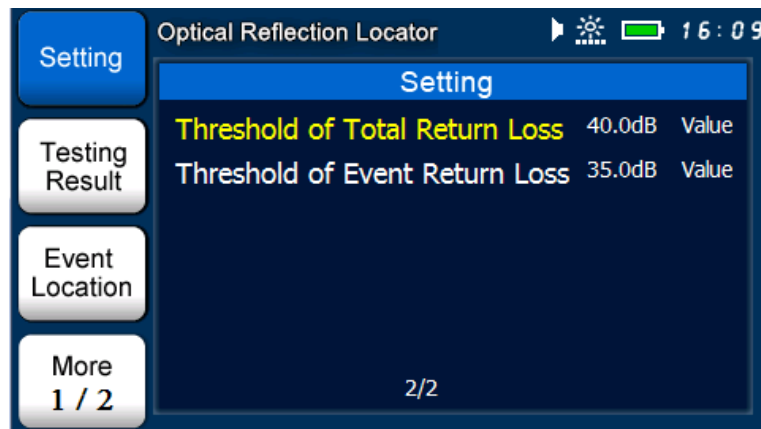 Optical Reflection Locator 16:09
Setting
Setting
Threshold of Total Return Loss 40.0dB Value
Threshold of Event Return Loss 35.0dB Value
Testing
Result
Event
Location
More
1 / 2
2/2